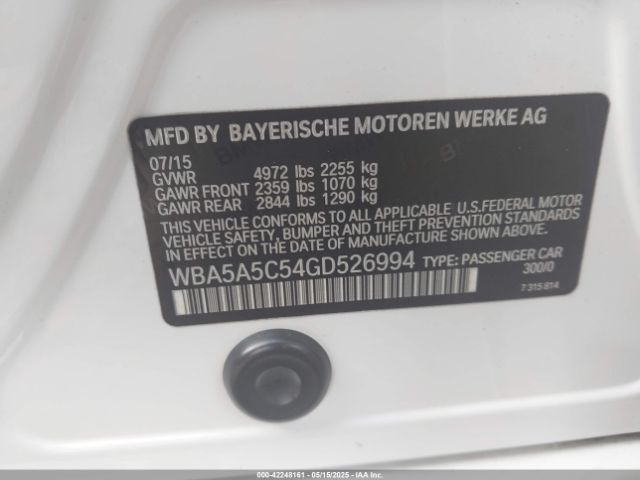 MFD BY BAYERISCHE MOTOREN WERKE AG
07/15
GVWR 4972 lbs 2255 kg
GAWR FRONT 2359 lbs 1070 kg
GAWR REAR 2844 lbs 1290 kg
THIS VEHICLE CONFORMS TO ALL APPLICABLE U.S.FEDERAL MOTOR
VEHICLE SAFETY, BUMPER AND THEFT PREVENTION STANDARDS
IN EFFECT ON THE DATE OF MANUFACTURE SHOWN ABOVE.
WBA5A5C54GD526994 TYPE: PASSENGER CAR
300/0
7 315 814
000-42248161 - 05/15/2025 - IAAI.COM